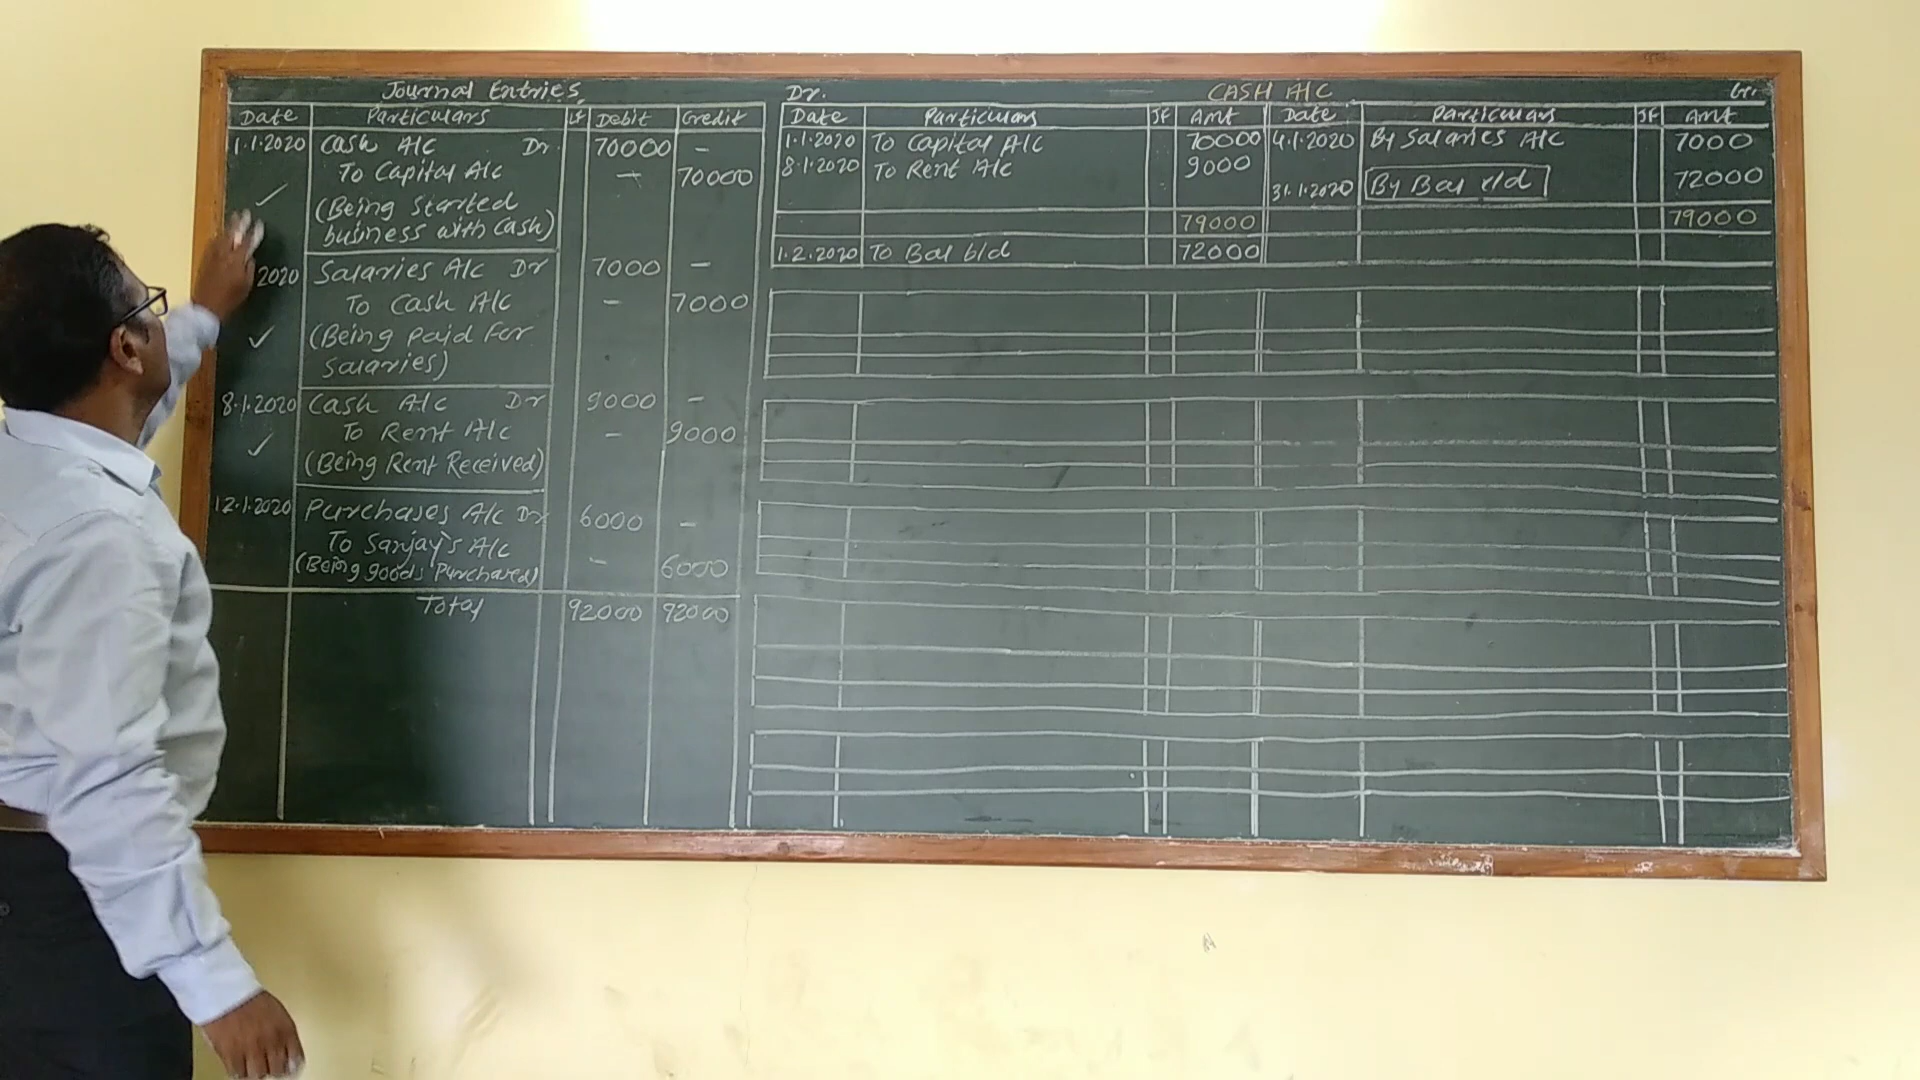 Journal Entries
Date Particulars LF Debit Credit
1.1.2020 Cash A/c Dr. 70000 -
To Capital A/c - 70000
(Being Started
business with cash)
2020 Salaries A/c Dr 7000 -
To Cash A/c - 7000
(Being paid for
salaries)
8.1.2020 Cash A/c Dr 9000 -
To Rent A/c - 9000
(Being Rent Received)
12.1.2020 Purchases A/c Dr 6000 -
To Sanjay's A/c
(Being goods Purchased) - 6000
Total 92000 92000
Dr. CASH A/C Cr.
Date Particulars JF Amt Date Particulars JF Amt
1.1.2020 To Capital A/c 70000 4.1.2020 By Salaries A/c 7000
8.1.2020 To Rent A/c 9000
31.1.2020 By Bal c/d 72000
79000 79000
1.2.2020 To Bal b/d 72000